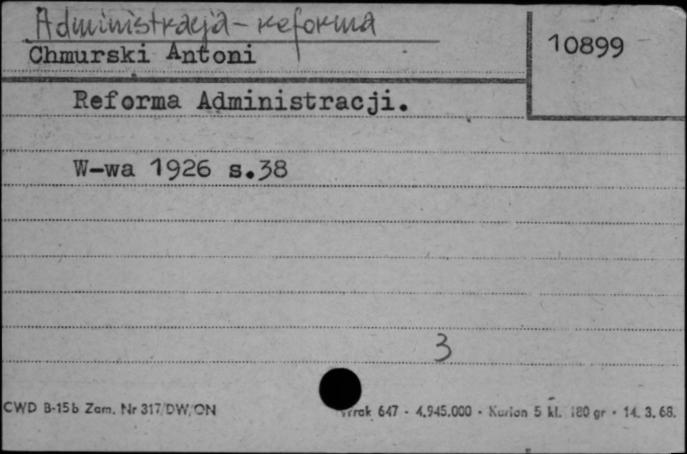 Administracja - reforma
Chmurski Antoni
10899
Reforma Administracji.
W-wa 1926 s.38
3
CWD B-15b Zam. Nr 317/DW/ON
647 - 4.945.000 - Karton 5 kl. 180 gr - 14. 3. 68.